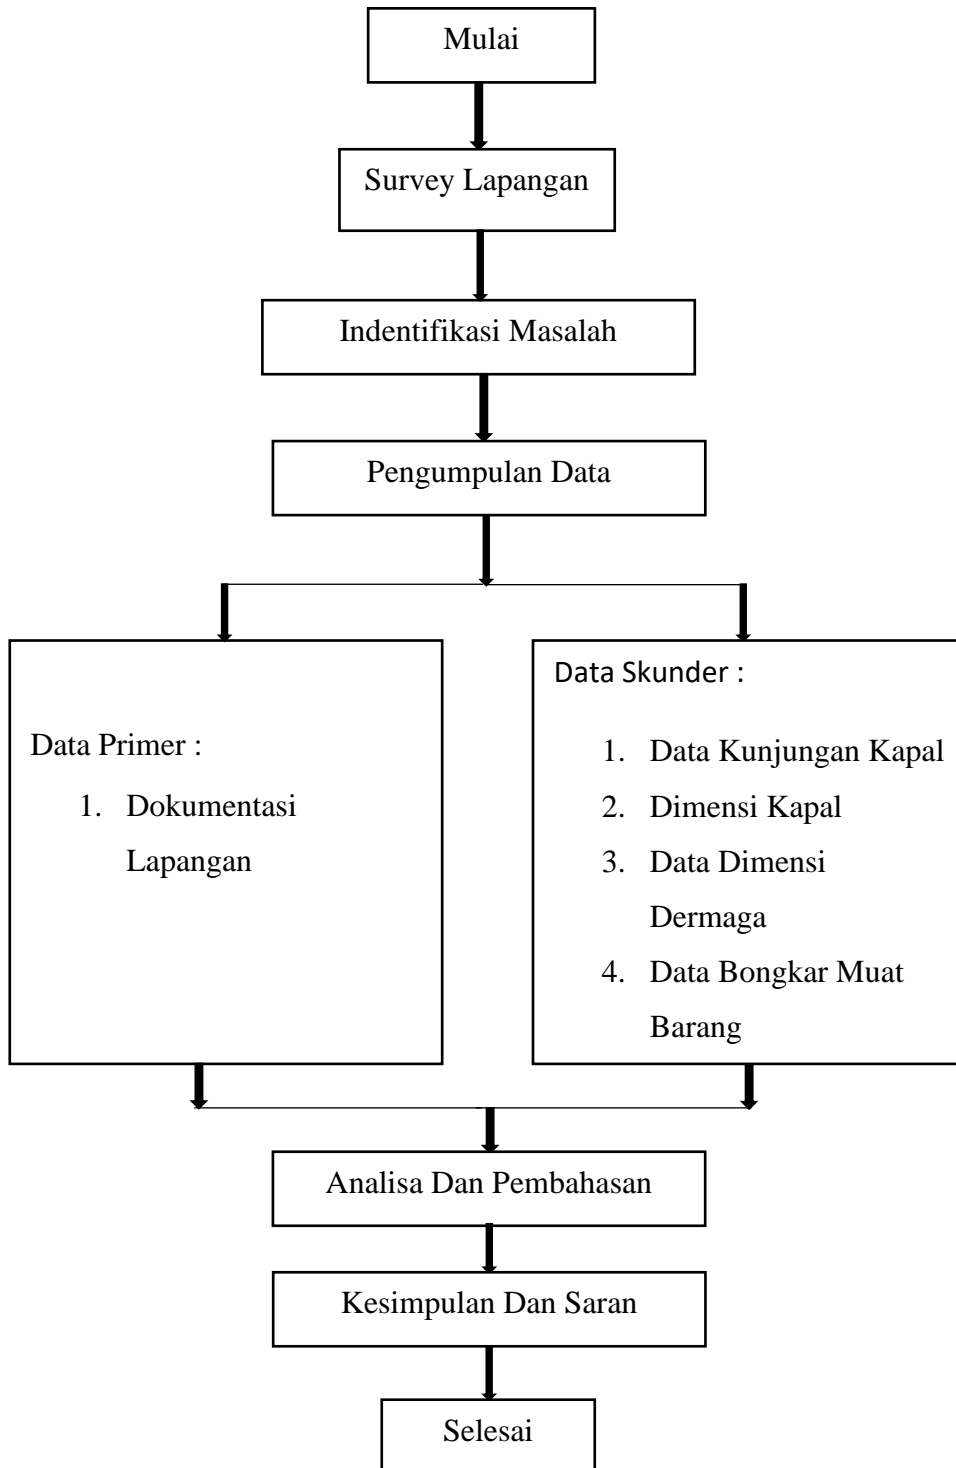 Mulai
Survey Lapangan
Indentifikasi Masalah
Pengumpulan Data
Data Primer :
1. Dokumentasi
Lapangan
Data Skunder :
1. Data Kunjungan Kapal
2. Dimensi Kapal
3. Data Dimensi
Dermaga
4. Data Bongkar Muat
Barang
Analisa Dan Pembahasan
Kesimpulan Dan Saran
Selesai